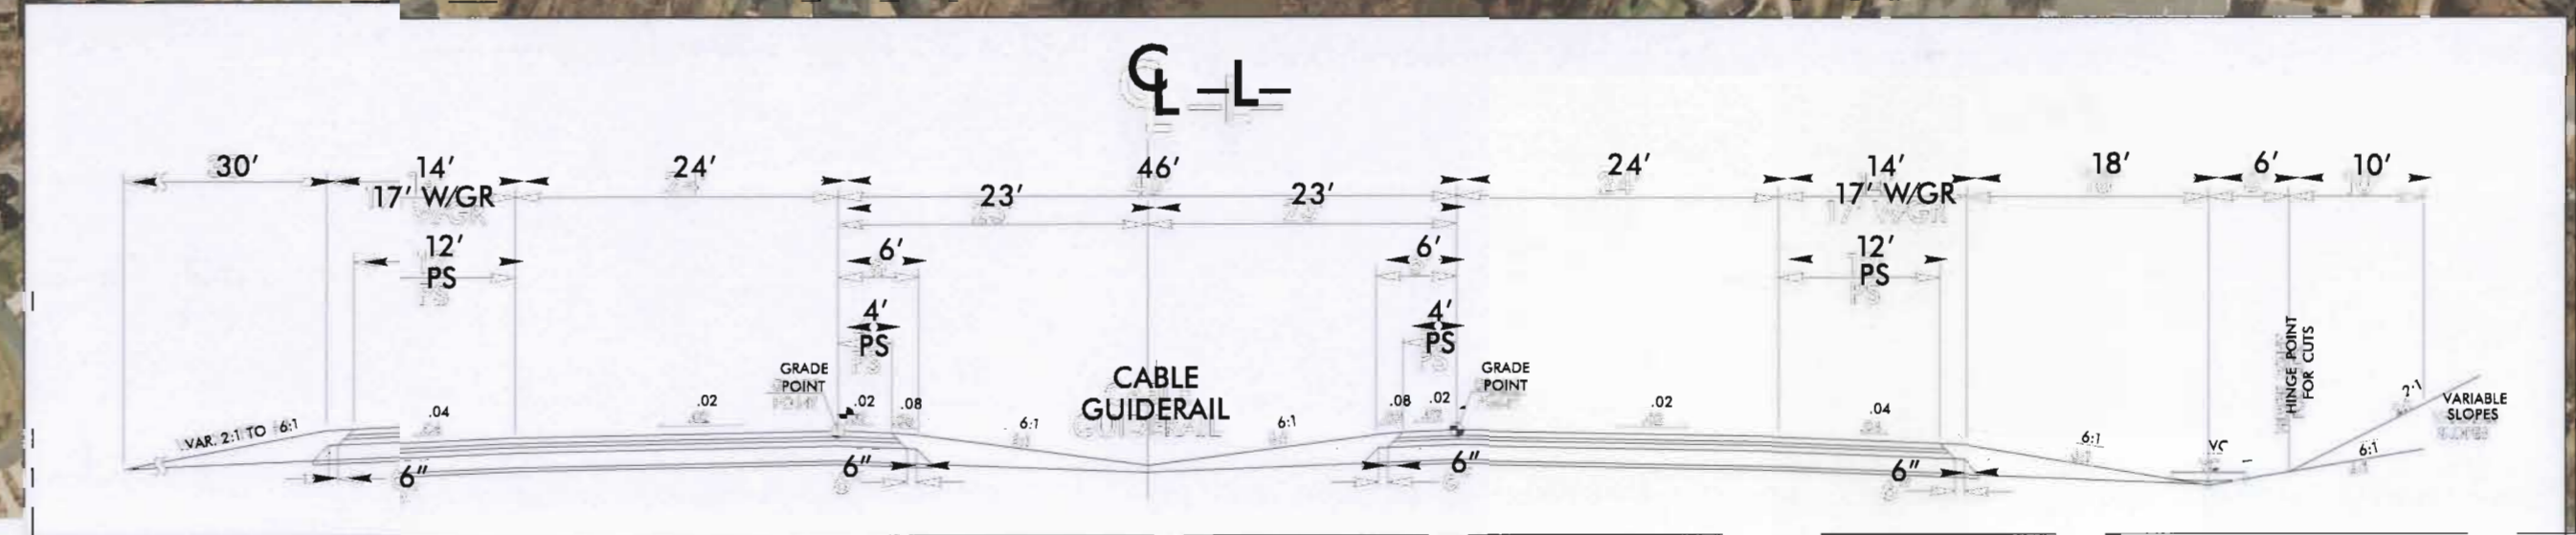 CL -L-
30' 14' 24' 46' 24' 14' 18' 6' 10'
17' W/GR 23' 23' 17' W/GR
12' 6' 6' 12'
PS PS
4' 4'
PS PS
GRADE
POINT
GRADE
POINT
CABLE
GUIDERAIL
HINGE POINT
FOR CUTS
VAR. 2:1 TO 6:1
.04 .02 .02 .08 6:1 6:1 .08 .02 .02 .04 6:1 VC 6:1 2:1
VARIABLE
SLOPES
6" 6" 6" 6"